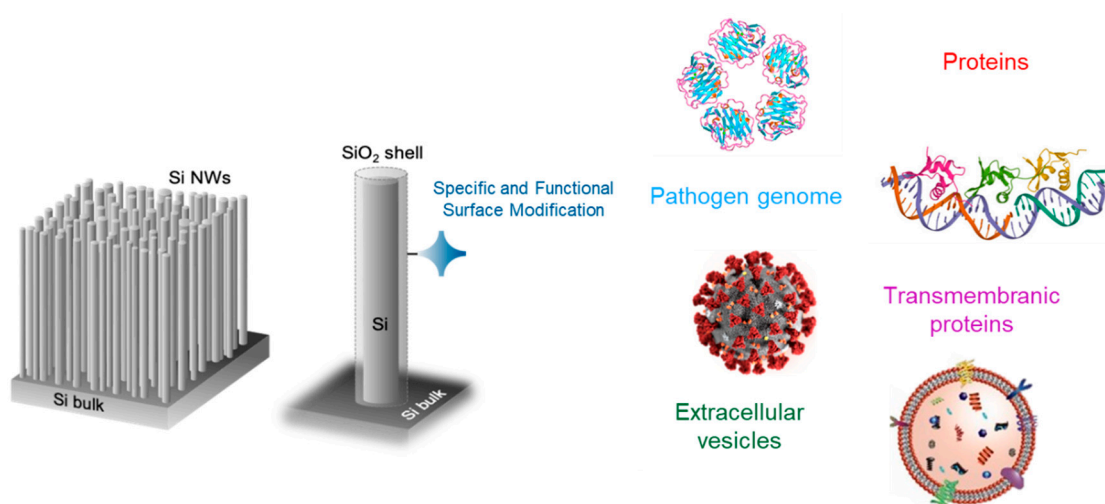 Si NWs
Si bulk
SiO₂ shell
Si
Si bulk
Specific and Functional
Surface Modification
Proteins
Pathogen genome
Transmembranic
proteins
Extracellular
vesicles